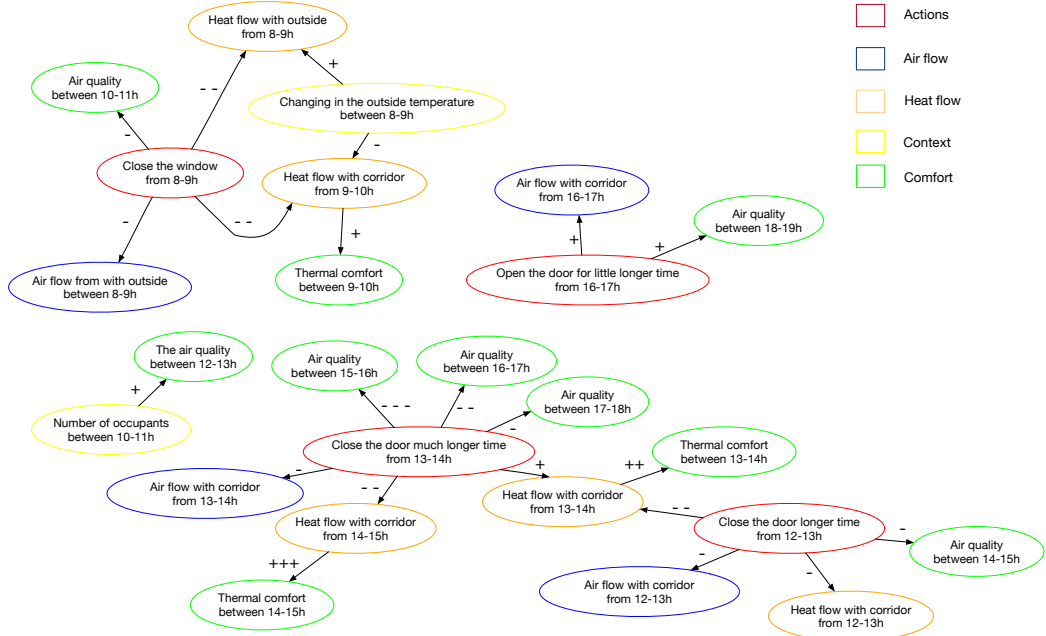 Heat flow with outside
from 8-9h
Actions
Air flow
Heat flow
Context
Comfort
+
- -
Air quality
between 10-11h
Changing in the outside temperature
between 8-9h
-
-
Close the window
from 8-9h
Heat flow with corridor
from 9-10h
Air flow with corridor
from 16-17h
Air quality
between 18-19h
-
- -
+
+
+
Air flow from with outside
between 8-9h
Thermal comfort
between 9-10h
Open the door for little longer time
from 16-17h
The air quality
between 12-13h
Air quality
between 15-16h
Air quality
between 16-17h
Air quality
between 17-18h
+
- - -
- -
-
Number of occupants
between 10-11h
Close the door much longer time
from 13-14h
Thermal comfort
between 13-14h
-
- -
+
++
Air flow with corridor
from 13-14h
Heat flow with corridor
from 13-14h
Heat flow with corridor
from 14-15h
- -
Close the door longer time
from 12-13h
-
Air quality
between 14-15h
+++
-
-
Thermal comfort
between 14-15h
Air flow with corridor
from 12-13h
Heat flow with corridor
from 12-13h